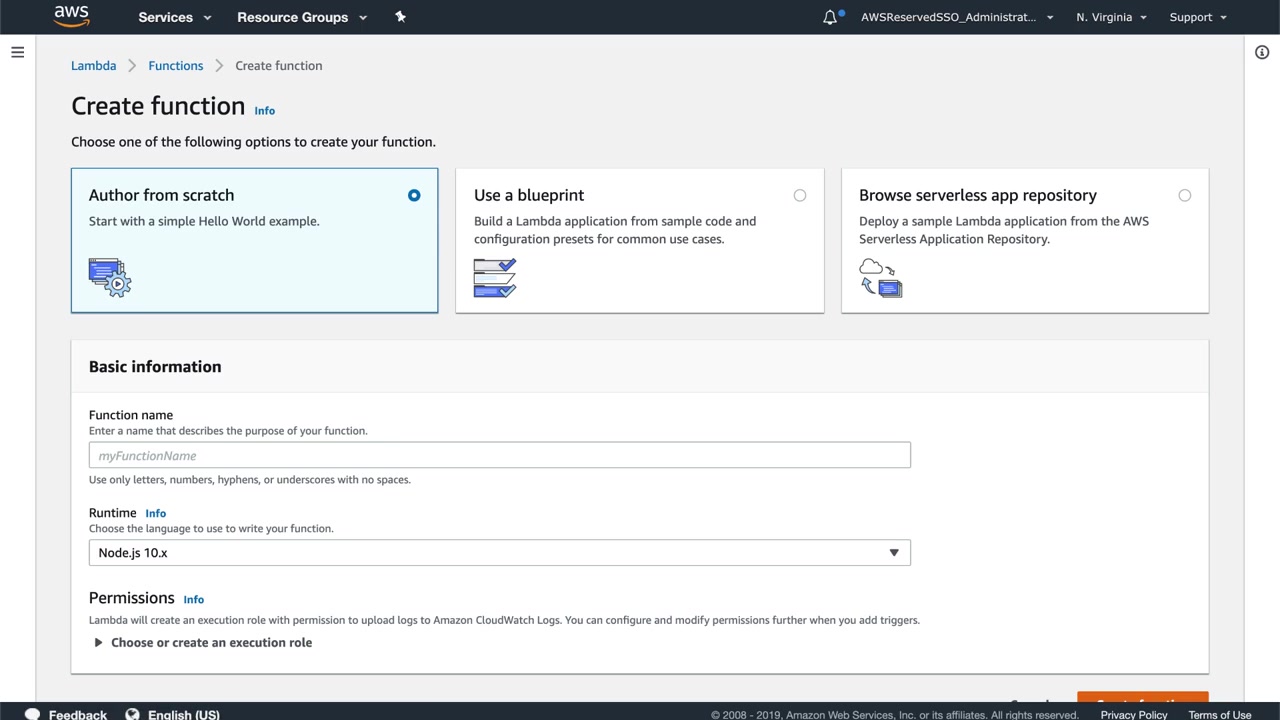 aws Services Resource Groups AWSReservedSSO_Administrat... N. Virginia Support
Lambda Functions Create function
Create function Info
Choose one of the following options to create your function.
Author from scratch
Start with a simple Hello World example.
Use a blueprint
Build a Lambda application from sample code and
configuration presets for common use cases.
Browse serverless app repository
Deploy a sample Lambda application from the AWS
Serverless Application Repository.
Basic information
Function name
Enter a name that describes the purpose of your function.
myFunctionName
Use only letters, numbers, hyphens, or underscores with no spaces.
Runtime Info
Choose the language to use to write your function.
Node.js 10.x
Permissions Info
Lambda will create an execution role with permission to upload logs to Amazon CloudWatch Logs. You can configure and modify permissions further when you add triggers.
Choose or create an execution role
Feedback English (US) © 2008 - 2019, Amazon Web Services, Inc. or its affiliates. All rights reserved. Privacy Policy Terms of Use